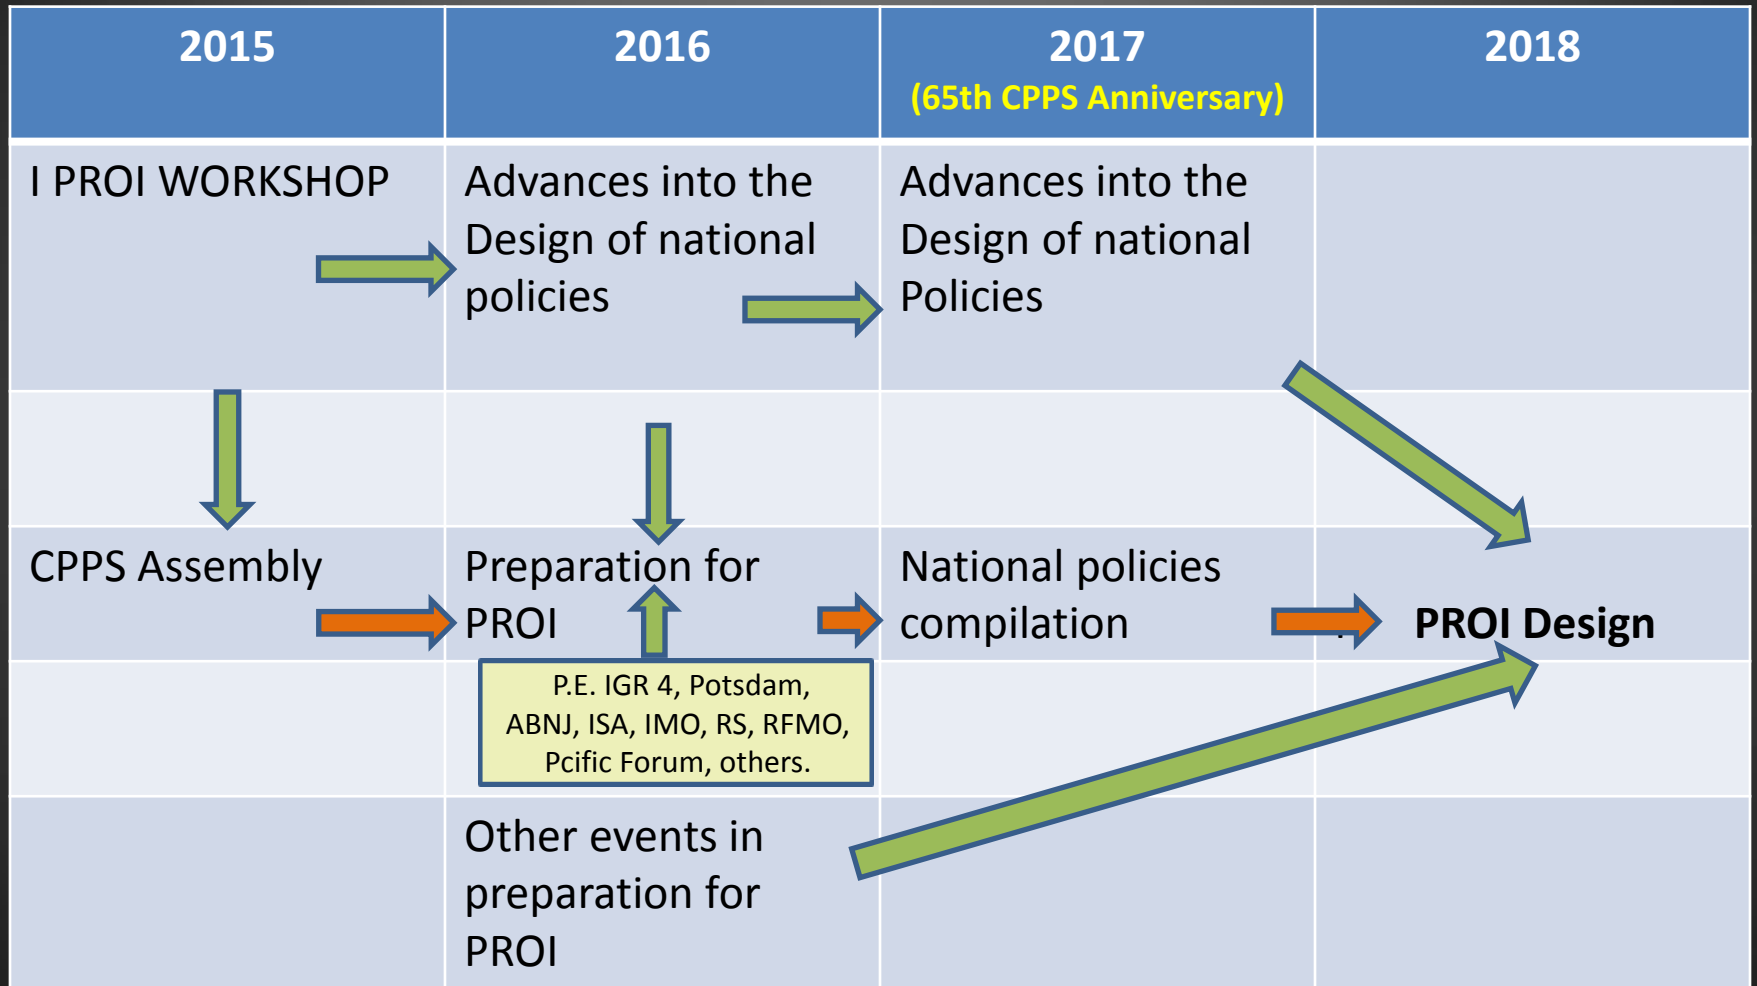 2015
2016
2017
(65th CPPS Anniversary)
2018
I PROI WORKSHOP
Advances into the
Design of national
policies
Advances into the
Design of national
Policies
CPPS Assembly
Preparation for
PROI
National policies
compilation
PROI Design
P.E. IGR 4, Potsdam,
ABNJ, ISA, IMO, RS, RFMO,
Pcific Forum, others.
Other events in
preparation for
PROI